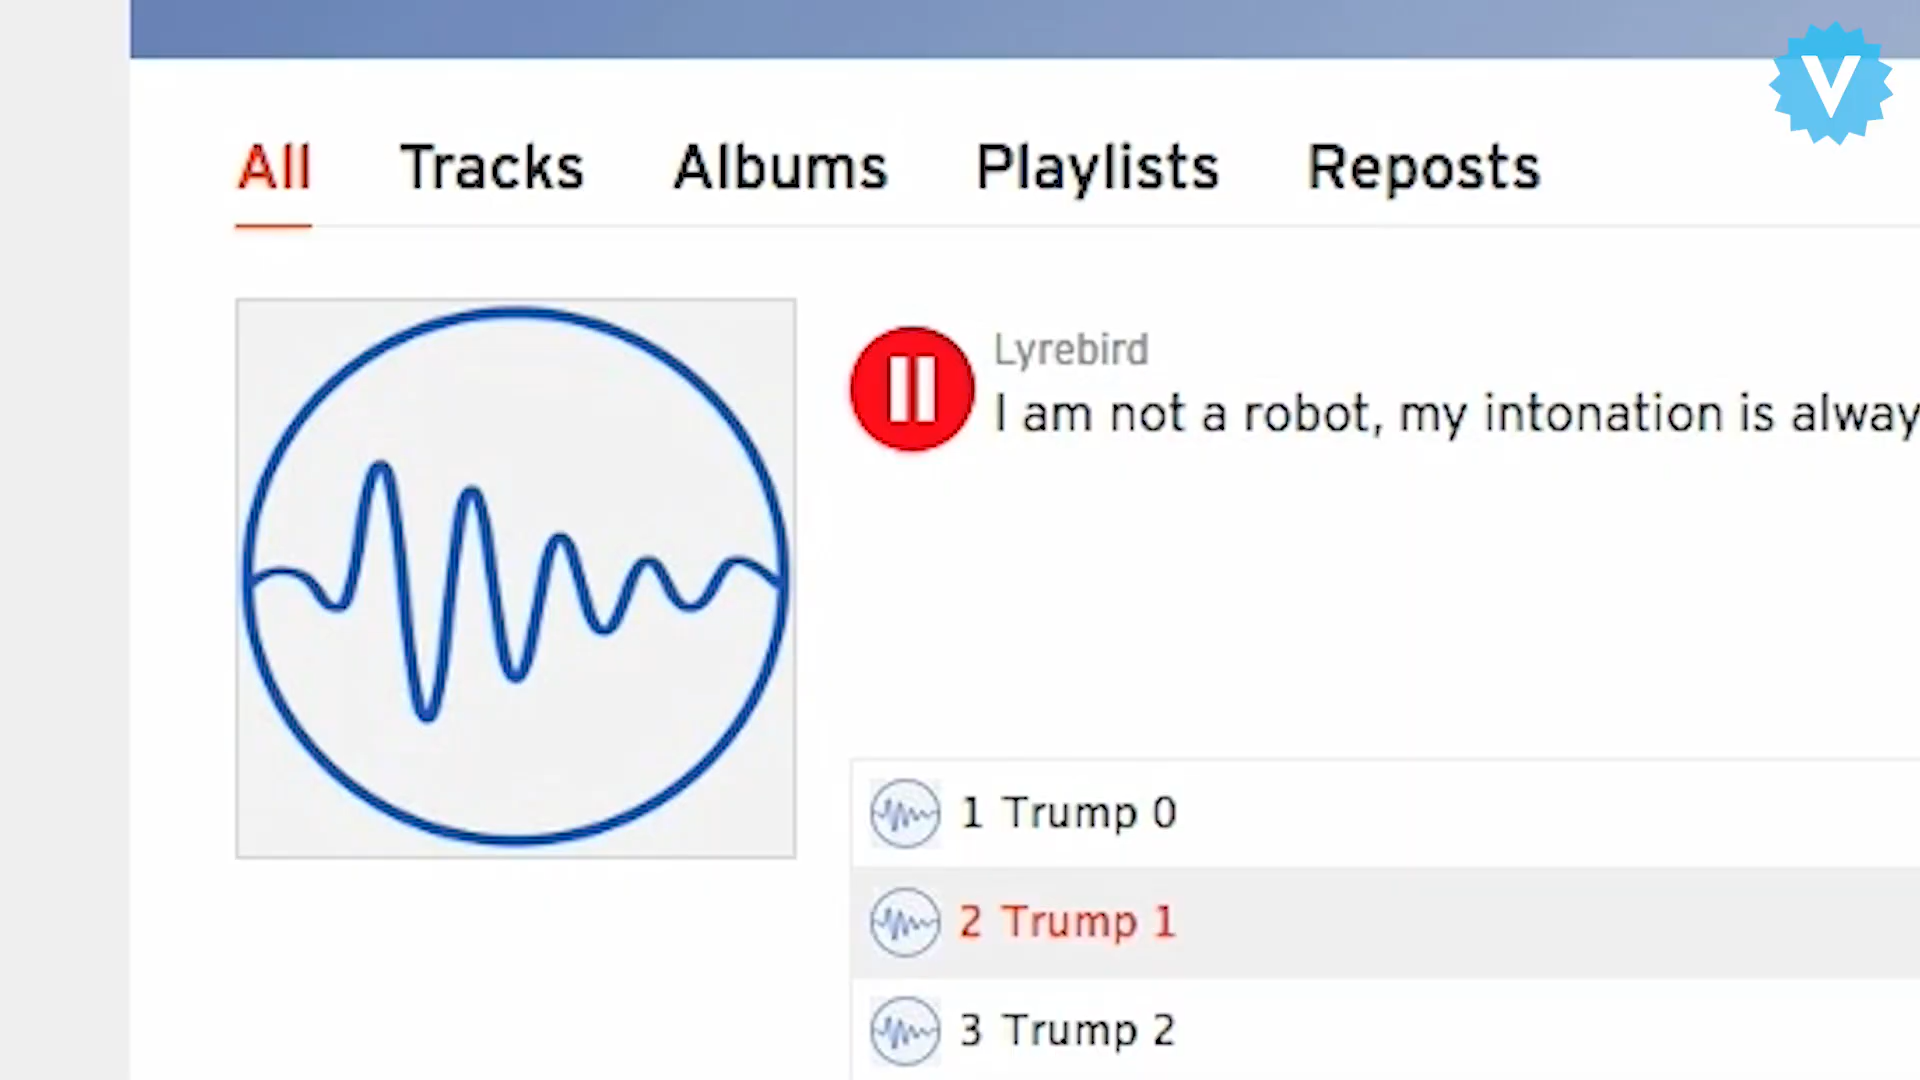 V
All Tracks Albums Playlists Reposts
Lyrebird
I am not a robot, my intonation is alway
1 Trump 0
2 Trump 1
3 Trump 2